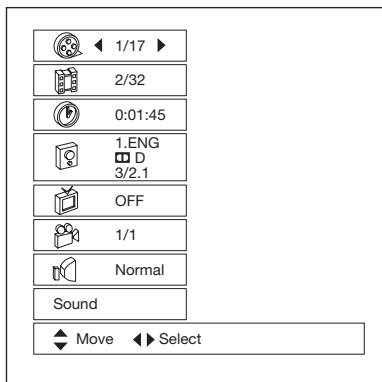 ◀ 1/17 ▶
2/32
0:01:45
1.ENG
D
3/2.1
OFF
1/1
Normal
Sound
Move ◀▶ Select